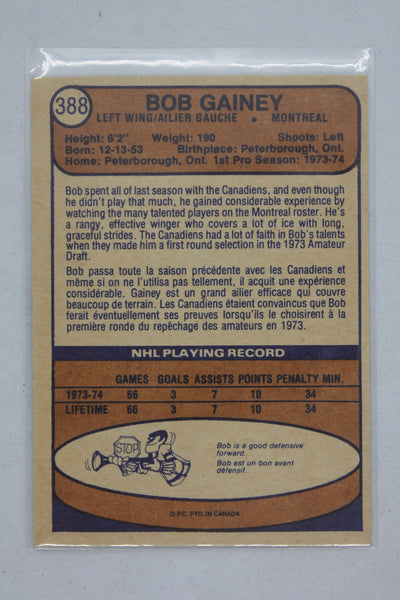 388
BOB GAINEY
LEFT WING/AILIER GAUCHE • MONTREAL
Height: 6'2" Weight: 190 Shoots: Left
Born: 12-13-53 Birthplace: Peterborough, Ont.
Home: Peterborough, Ont. 1st Pro Season: 1973-74
Bob spent all of last season with the Canadiens, and even though
he didn't play that much, he gained considerable experience by
watching the many talented players on the Montreal roster. He's
a rangy, effective winger who covers a lot of ice with long,
graceful strides. The Canadiens had a lot of faith in Bob's talents
when they made him a first round selection in the 1973 Amateur
Draft.
Bob passa toute la saison précédente avec les Canadiens et
même si on ne l'utilisa pas tellement, il acquit une expérience
considérable. Gainey est un grand ailier efficace qui couvre
beaucoup de terrain. Les Canadiens étaient convaincus que Bob
ferait éventuellement ses preuves lorsqu'ils le choisirent à la
première ronde du repêchage des amateurs en 1973.
NHL PLAYING RECORD
GAMES GOALS ASSISTS POINTS PENALTY MIN.
1973-74 66 3 7 10 34
LIFETIME 66 3 7 10 34
STOP
Bob is a good defensive
forward.
Bob est un bon avant
défensif.
O.P.C. PTD. IN CANADA